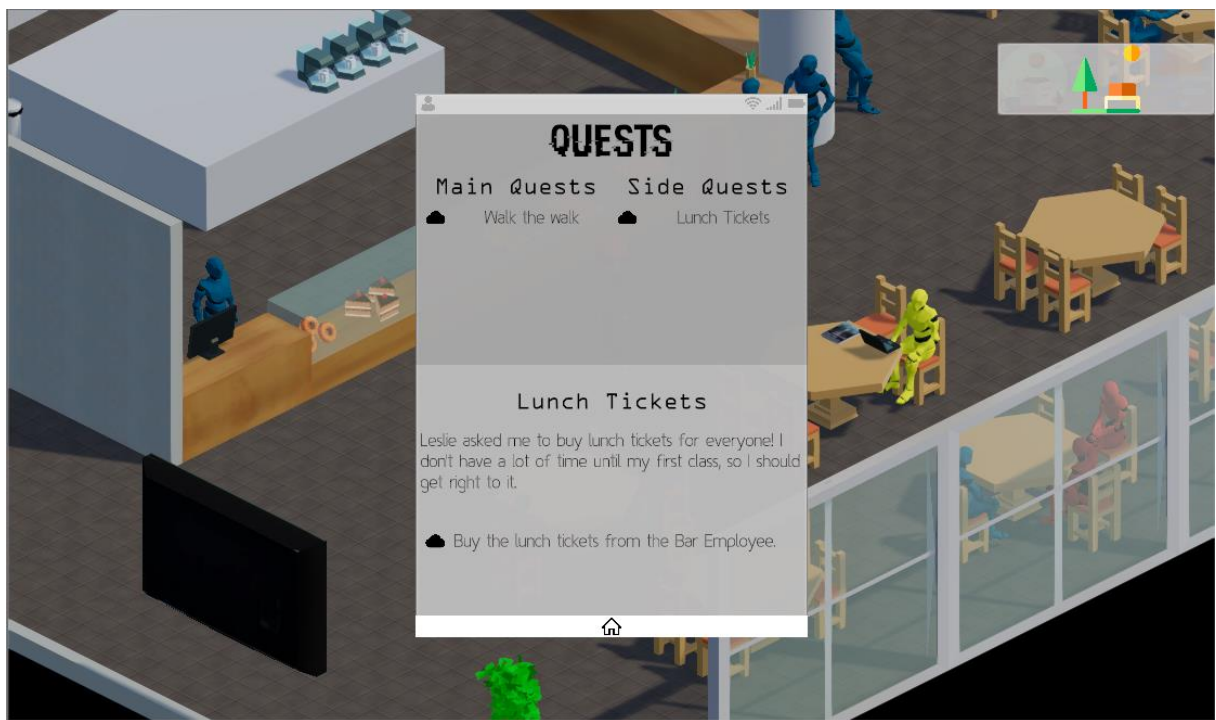 QUESTS
Main Quests Side Quests
Walk the walk Lunch Tickets
Lunch Tickets
Leslie asked me to buy lunch tickets for everyone! I
don't have a lot of time until my first class, so I should
get right to it.
Buy the lunch tickets from the Bar Employee.